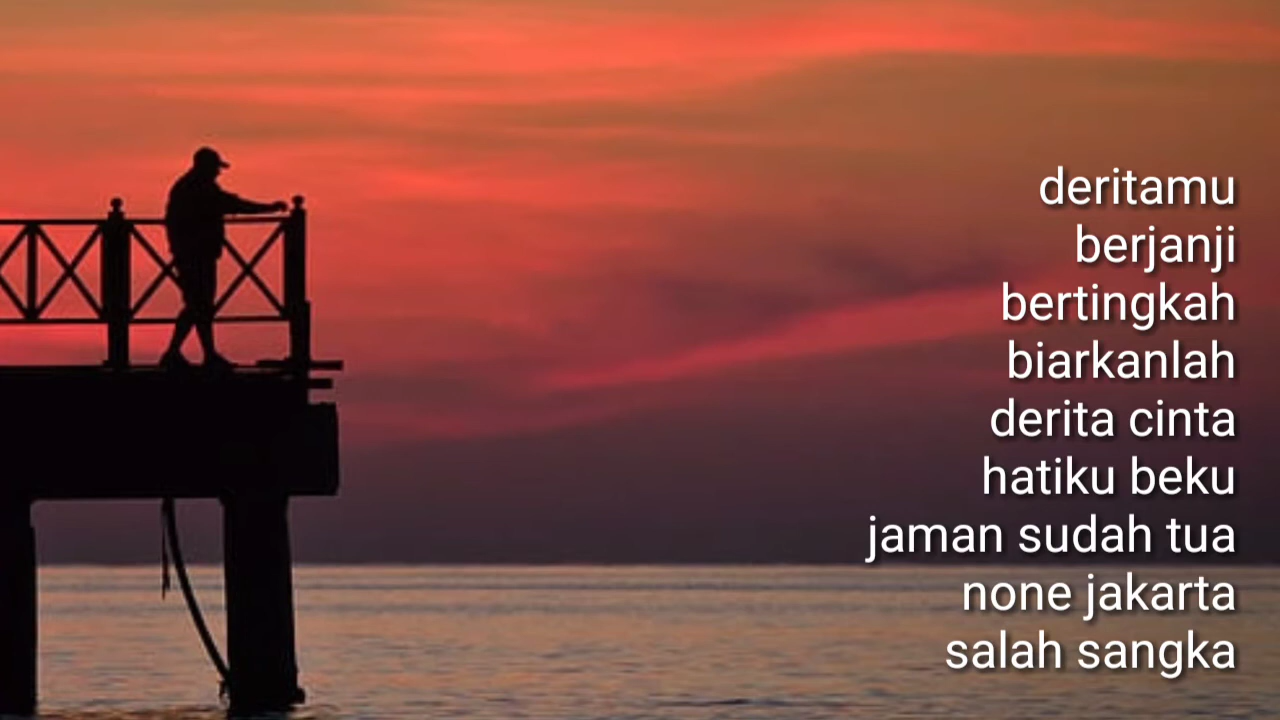 deritamu
berjanji
bertingkah
biarkanlah
derita cinta
hatiku beku
jaman sudah tua
none jakarta
salah sangka